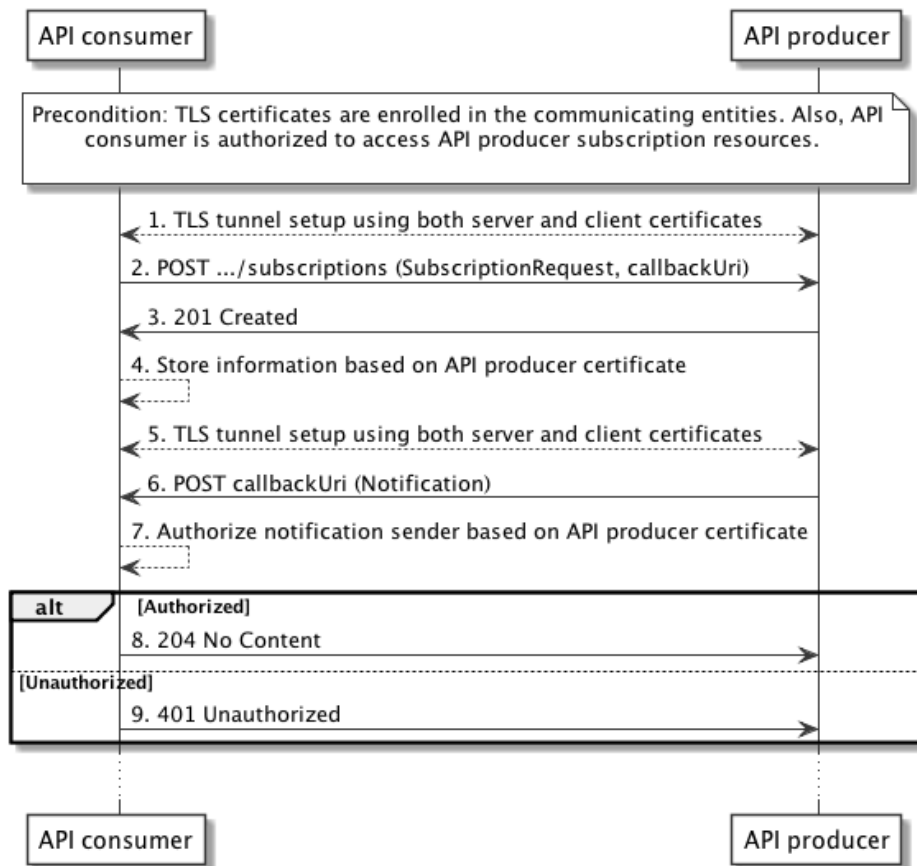 API consumer
API producer
Precondition: TLS certificates are enrolled in the communicating entities. Also, API
consumer is authorized to access API producer subscription resources.
1. TLS tunnel setup using both server and client certificates
2. POST .../subscriptions (SubscriptionRequest, callbackUri)
3. 201 Created
4. Store information based on API producer certificate
5. TLS tunnel setup using both server and client certificates
6. POST callbackUri (Notification)
7. Authorize notification sender based on API producer certificate
alt
[Authorized]
8. 204 No Content
[Unauthorized]
9. 401 Unauthorized
API consumer
API producer